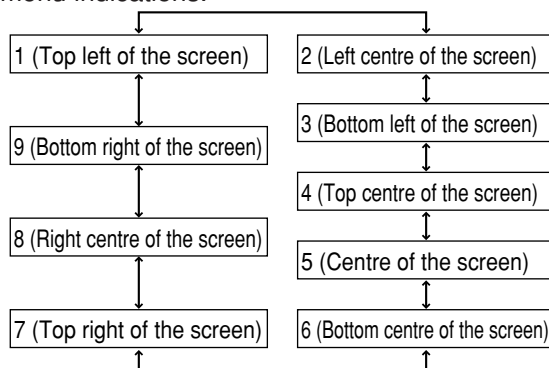 menu indications.
1 (Top left of the screen)
9 (Bottom right of the screen)
8 (Right centre of the screen)
7 (Top right of the screen)
2 (Left centre of the screen)
3 (Bottom left of the screen)
4 (Top centre of the screen)
5 (Centre of the screen)
6 (Bottom centre of the screen)